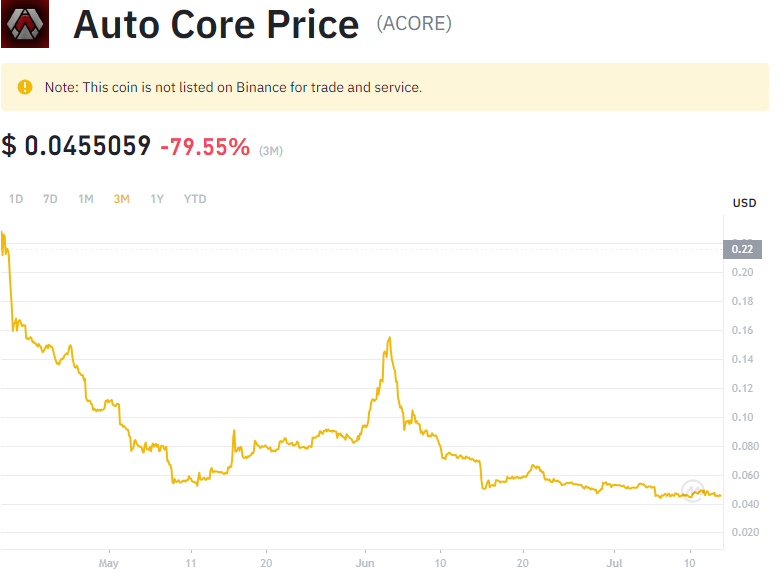 Auto Core Price (ACORE)
Note: This coin is not listed on Binance for trade and service.
$ 0.0455059 -79.55% (3M)
1D 7D 1M 3M 1Y YTD
USD
0.22
0.20
0.18
0.16
0.14
0.12
0.10
0.080
0.060
0.040
0.020
May 11 20 Jun 10 20 Jul 10